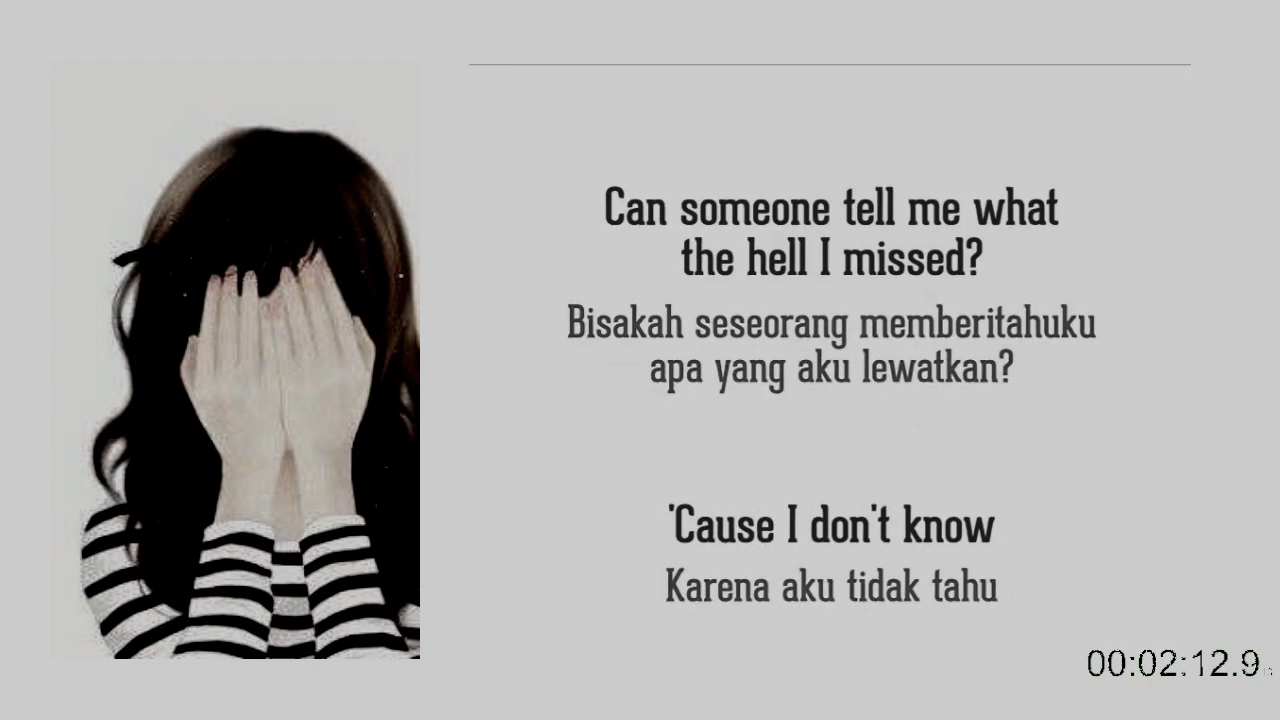 Can someone tell me what
the hell I missed?
Bisakah seseorang memberitahuku
apa yang aku lewatkan?
'Cause I don't know
Karena aku tidak tahu
00:02:12.9